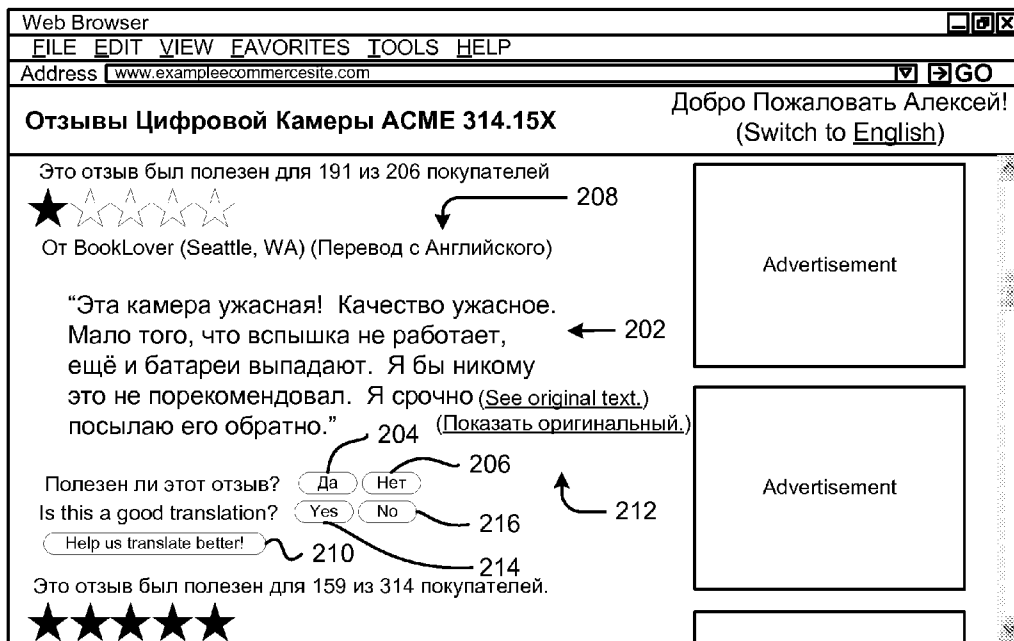 Web Browser
FILE EDIT VIEW FAVORITES TOOLS HELP
Address www.exampleecommercesite.com GO
Отзывы Цифровой Камеры ACME 314.15X
Добро Пожаловать Алексей!
(Switch to English)
Это отзыв был полезен для 191 из 206 покупателей
208
От BookLover (Seattle, WA) (Перевод с Английского)
“Эта камера ужасная! Качество ужасное.
Мало того, что вспышка не работает,
ещё и батареи выпадают. Я бы никому
это не порекомендовал. Я срочно (See original text.)
посылаю его обратно.” (Показать оригинальный.)
202
204
206
Полезен ли этот отзыв? Да Нет
Is this a good translation? Yes No
212
216
Help us translate better! 210
214
Это отзыв был полезен для 159 из 314 покупателей.
Advertisement
Advertisement